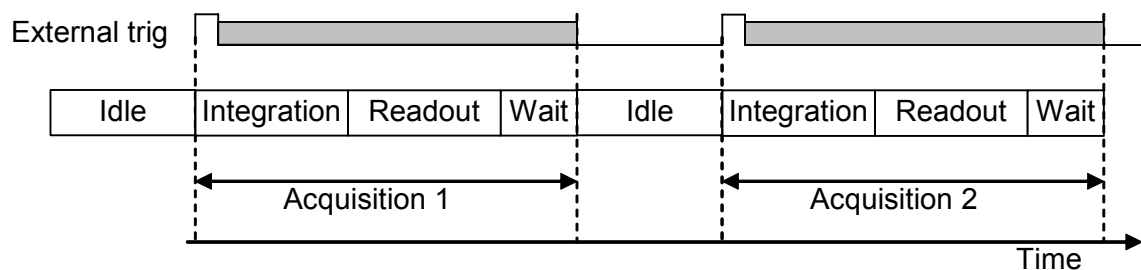 External trig
Idle Integration Readout Wait Idle Integration Readout Wait
Acquisition 1 Acquisition 2
Time